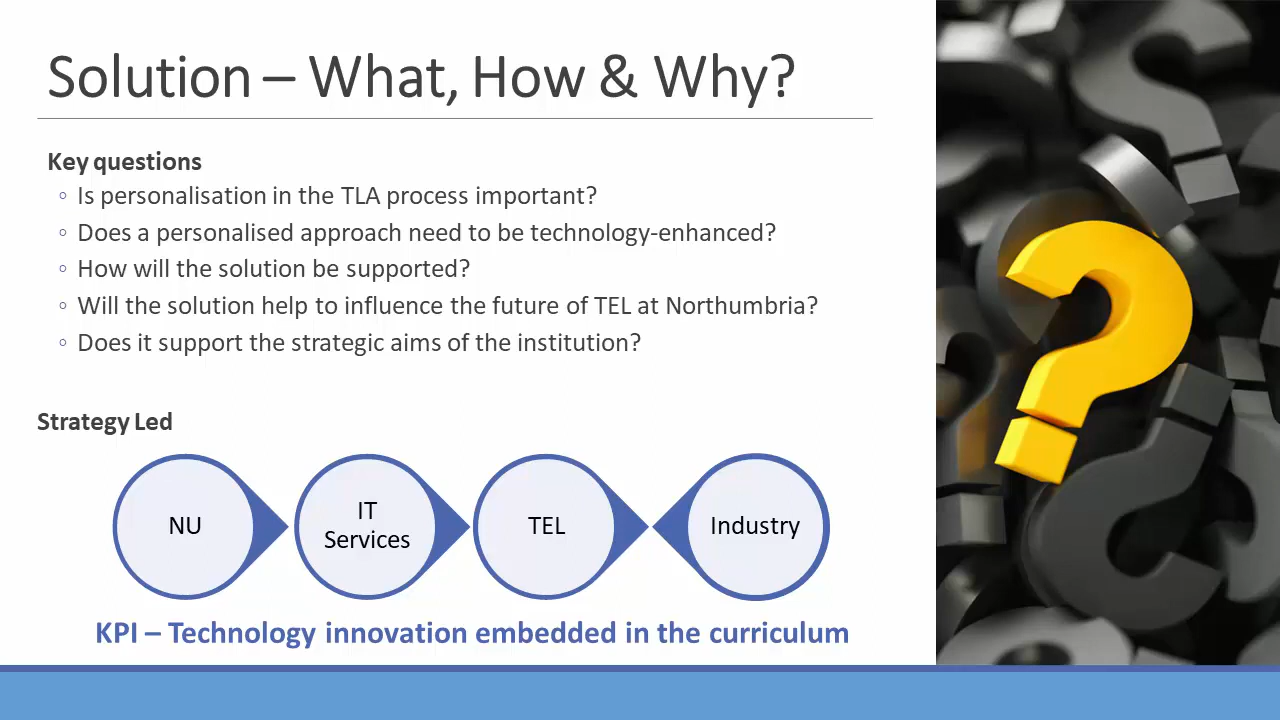 Solution – What, How & Why?
Key questions
◦ Is personalisation in the TLA process important?
◦ Does a personalised approach need to be technology-enhanced?
◦ How will the solution be supported?
◦ Will the solution help to influence the future of TEL at Northumbria?
◦ Does it support the strategic aims of the institution?
Strategy Led
NU
IT
Services
TEL
Industry
KPI – Technology innovation embedded in the curriculum